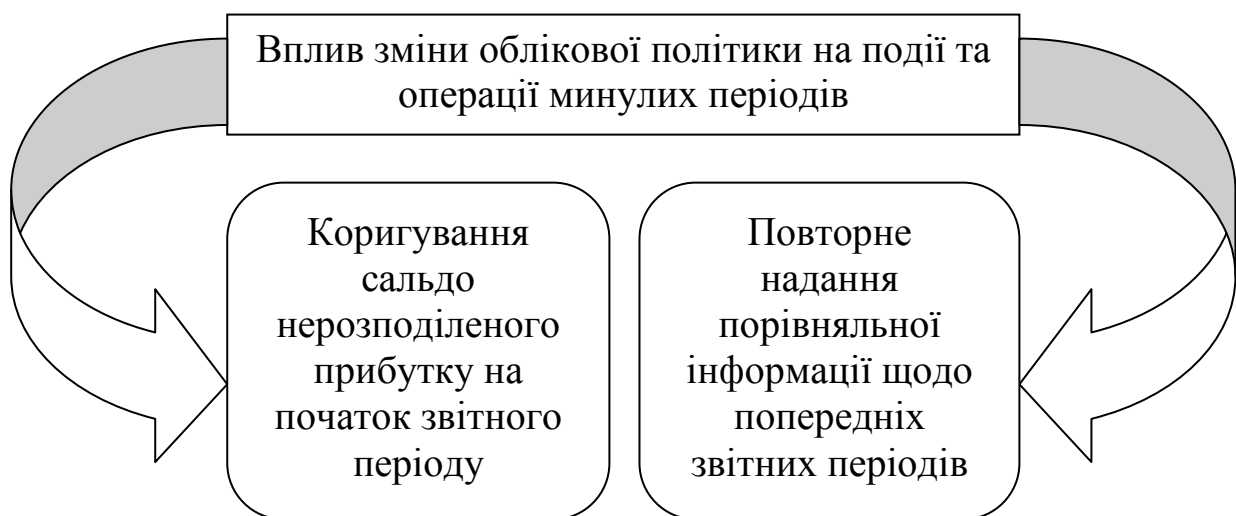 Вплив зміни облікової політики на події та
операції минулих періодів
Коригування
сальдо
нерозподіленого
прибутку на
початок звітного
періоду
Повторне
надання
порівняльної
інформації щодо
попередніх
звітних періодів